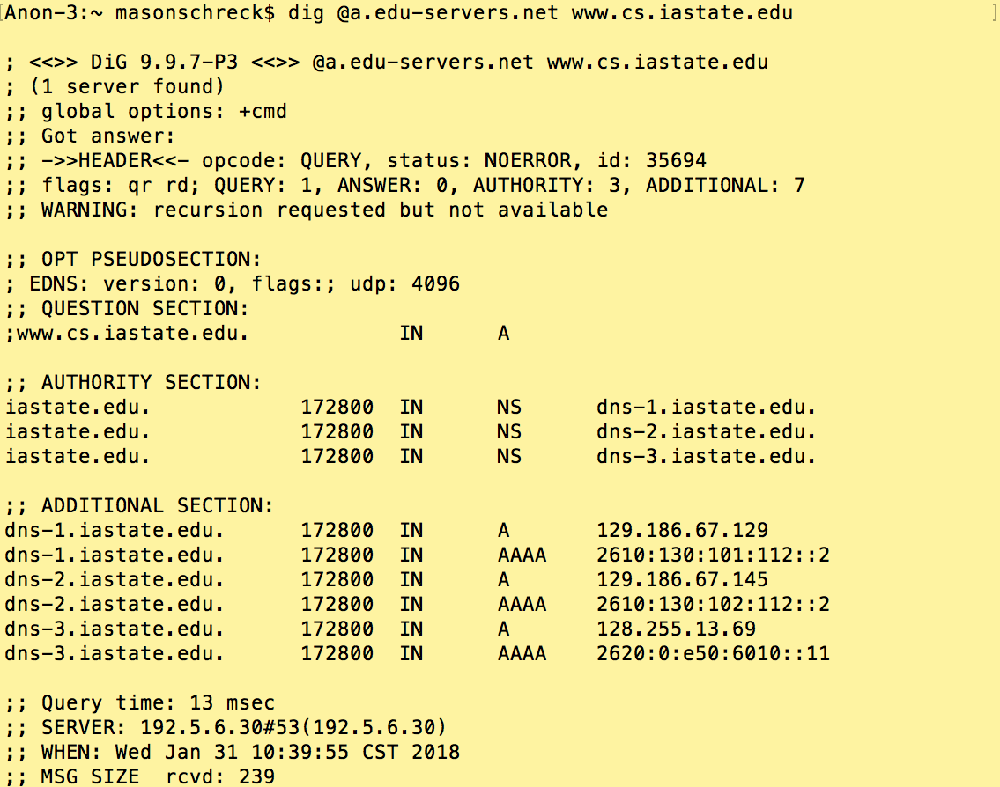 [Anon-3:~ masonschreck$ dig @a.edu-servers.net www.cs.iastate.edu ]
; <<>> DiG 9.9.7-P3 <<>> @a.edu-servers.net www.cs.iastate.edu
; (1 server found)
;; global options: +cmd
;; Got answer:
;; ->>HEADER<<- opcode: QUERY, status: NOERROR, id: 35694
;; flags: qr rd; QUERY: 1, ANSWER: 0, AUTHORITY: 3, ADDITIONAL: 7
;; WARNING: recursion requested but not available
;; OPT PSEUDOSECTION:
; EDNS: version: 0, flags:; udp: 4096
;; QUESTION SECTION:
;www.cs.iastate.edu. IN A
;; AUTHORITY SECTION:
iastate.edu. 172800 IN NS dns-1.iastate.edu.
iastate.edu. 172800 IN NS dns-2.iastate.edu.
iastate.edu. 172800 IN NS dns-3.iastate.edu.
;; ADDITIONAL SECTION:
dns-1.iastate.edu. 172800 IN A 129.186.67.129
dns-1.iastate.edu. 172800 IN AAAA 2610:130:101:112::2
dns-2.iastate.edu. 172800 IN A 129.186.67.145
dns-2.iastate.edu. 172800 IN AAAA 2610:130:102:112::2
dns-3.iastate.edu. 172800 IN A 128.255.13.69
dns-3.iastate.edu. 172800 IN AAAA 2620:0:e50:6010::11
;; Query time: 13 msec
;; SERVER: 192.5.6.30#53(192.5.6.30)
;; WHEN: Wed Jan 31 10:39:55 CST 2018
;; MSG SIZE rcvd: 239